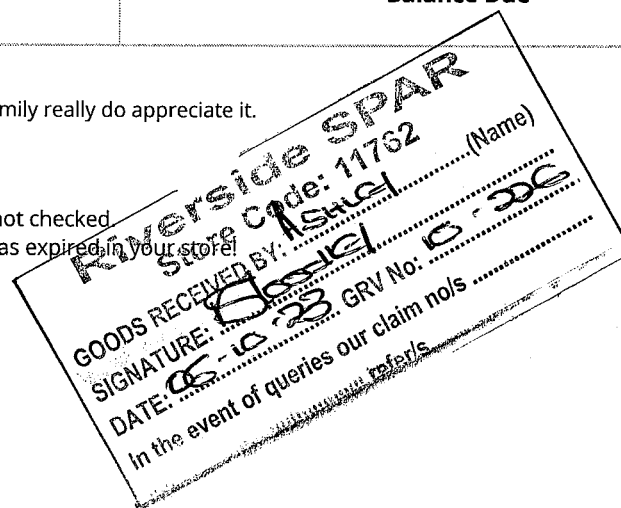 Balance Due
mily really do appreciate it.
not checked
as expired in your store!
Riverside SPAR
Store Code: 11762
GOODS RECEIVED BY: (Name)
SIGNATURE:
DATE: 06-10-23 GRV No: 10-
In the event of queries our claim no/s
refer/s